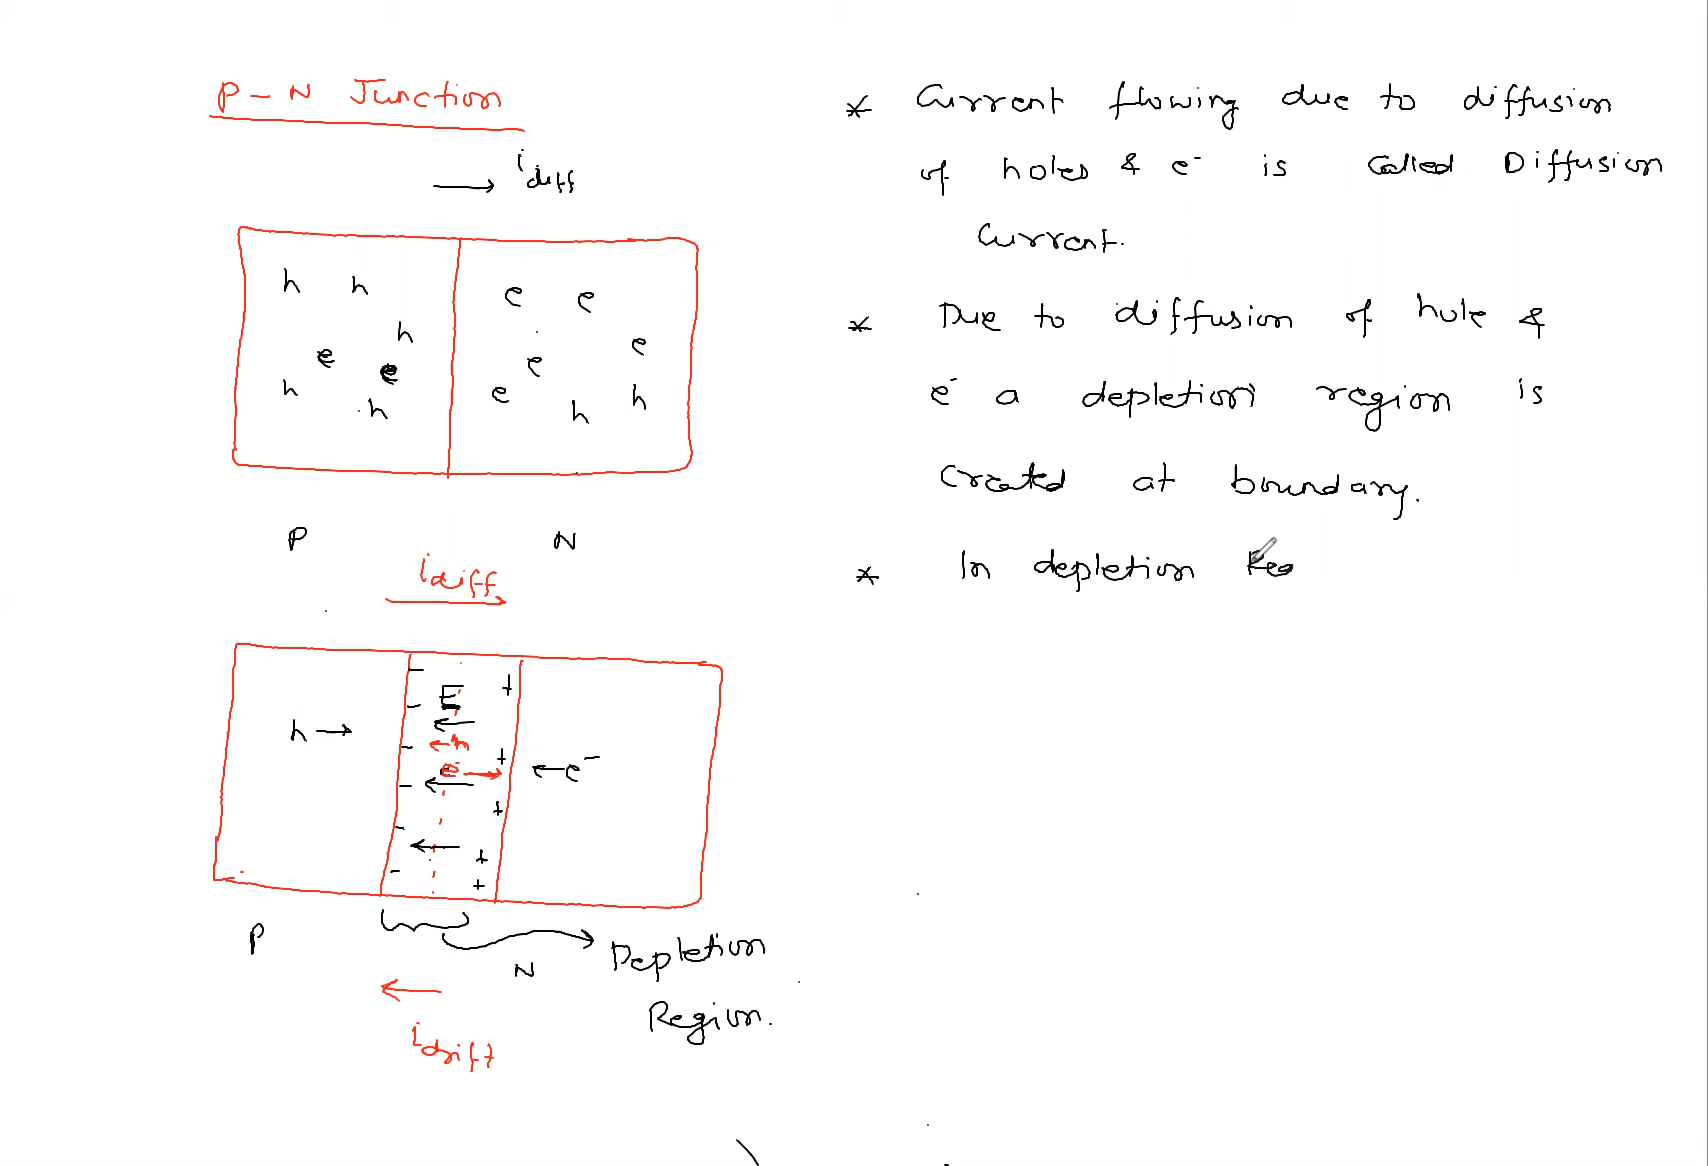 P - N Junction
i diff
h h
h
e e
h
h
e e
e
e
e
h h
P N
i diff
E
h →
← h
e →
← e⁻
P
N
Depletion
Region.
i drift
* Current flowing due to diffusion
of holes & e⁻ is called Diffusion
Current.
* Due to diffusion of hole &
e⁻ a depletion region is
created at boundary.
* In depletion Reg